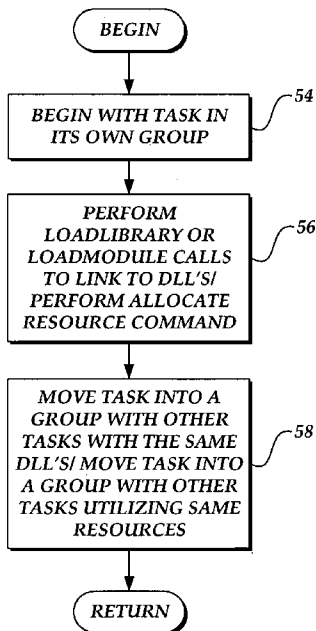 BEGIN
54
BEGIN WITH TASK IN
ITS OWN GROUP
56
PERFORM
LOADLIBRARY OR
LOADMODULE CALLS
TO LINK TO DLL'S/
PERFORM ALLOCATE
RESOURCE COMMAND
58
MOVE TASK INTO A
GROUP WITH OTHER
TASKS WITH THE SAME
DLL'S/ MOVE TASK INTO
A GROUP WITH OTHER
TASKS UTILIZING SAME
RESOURCES
RETURN